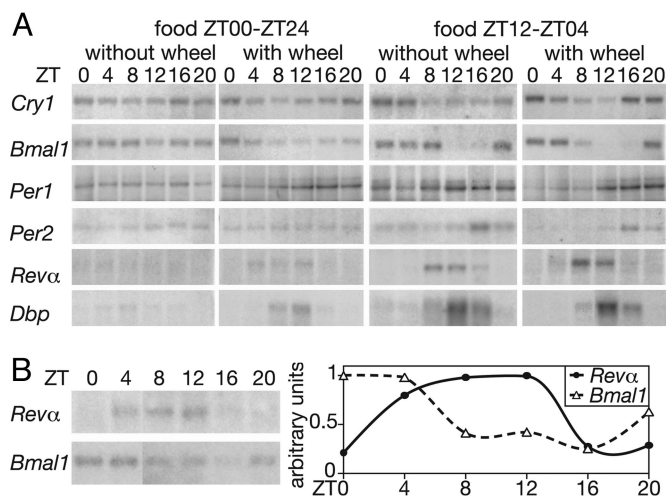 A
food ZT00-ZT24 food ZT12-ZT04
without wheel with wheel without wheel with wheel
ZT 0 4 8 12 16 20 0 4 8 12 16 20 0 4 8 12 16 20 0 4 8 12 16 20
Cry1
Bmal1
Per1
Per2
Revα
Dbp
B
ZT 0 4 8 12 16 20
Revα
Bmal1
arbitrary units
1
0.5
0
Revα
Bmal1
ZT0 4 8 12 16 20